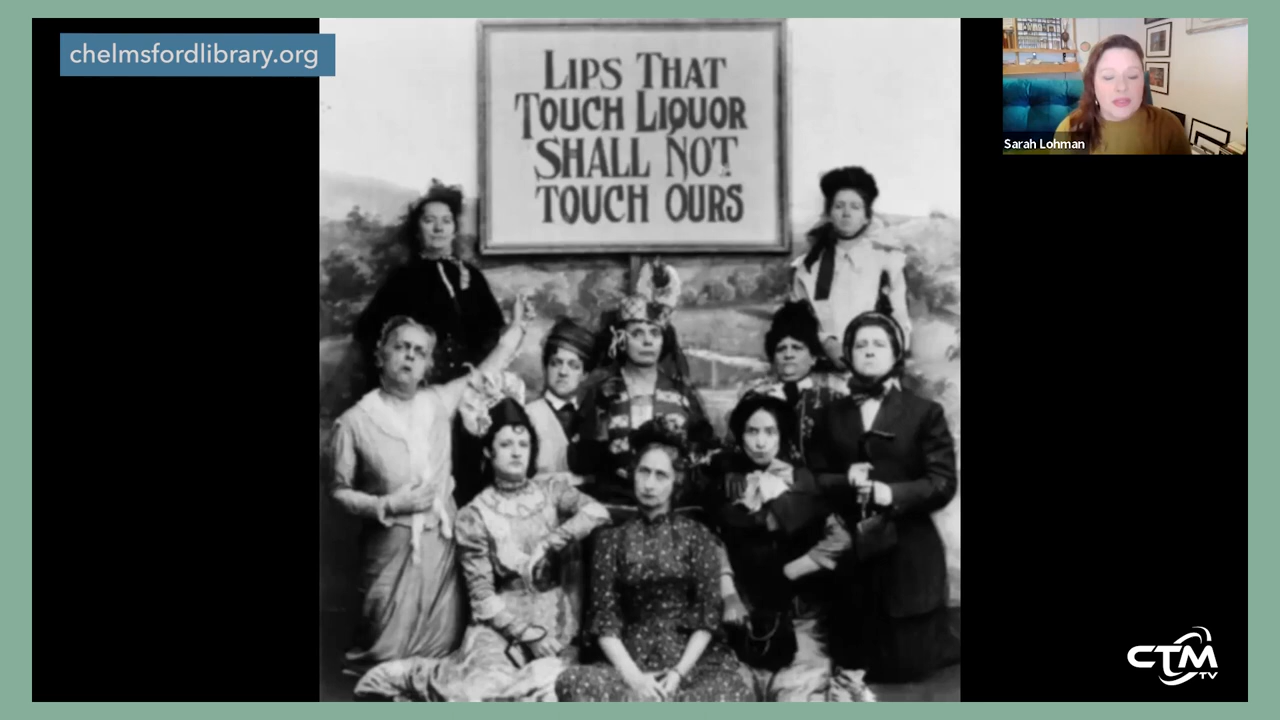 chelmsfordlibrary.org
LIPS THAT
TOUCH LIQUOR
SHALL NOT
TOUCH OURS
Sarah Lohman
CTM
TV